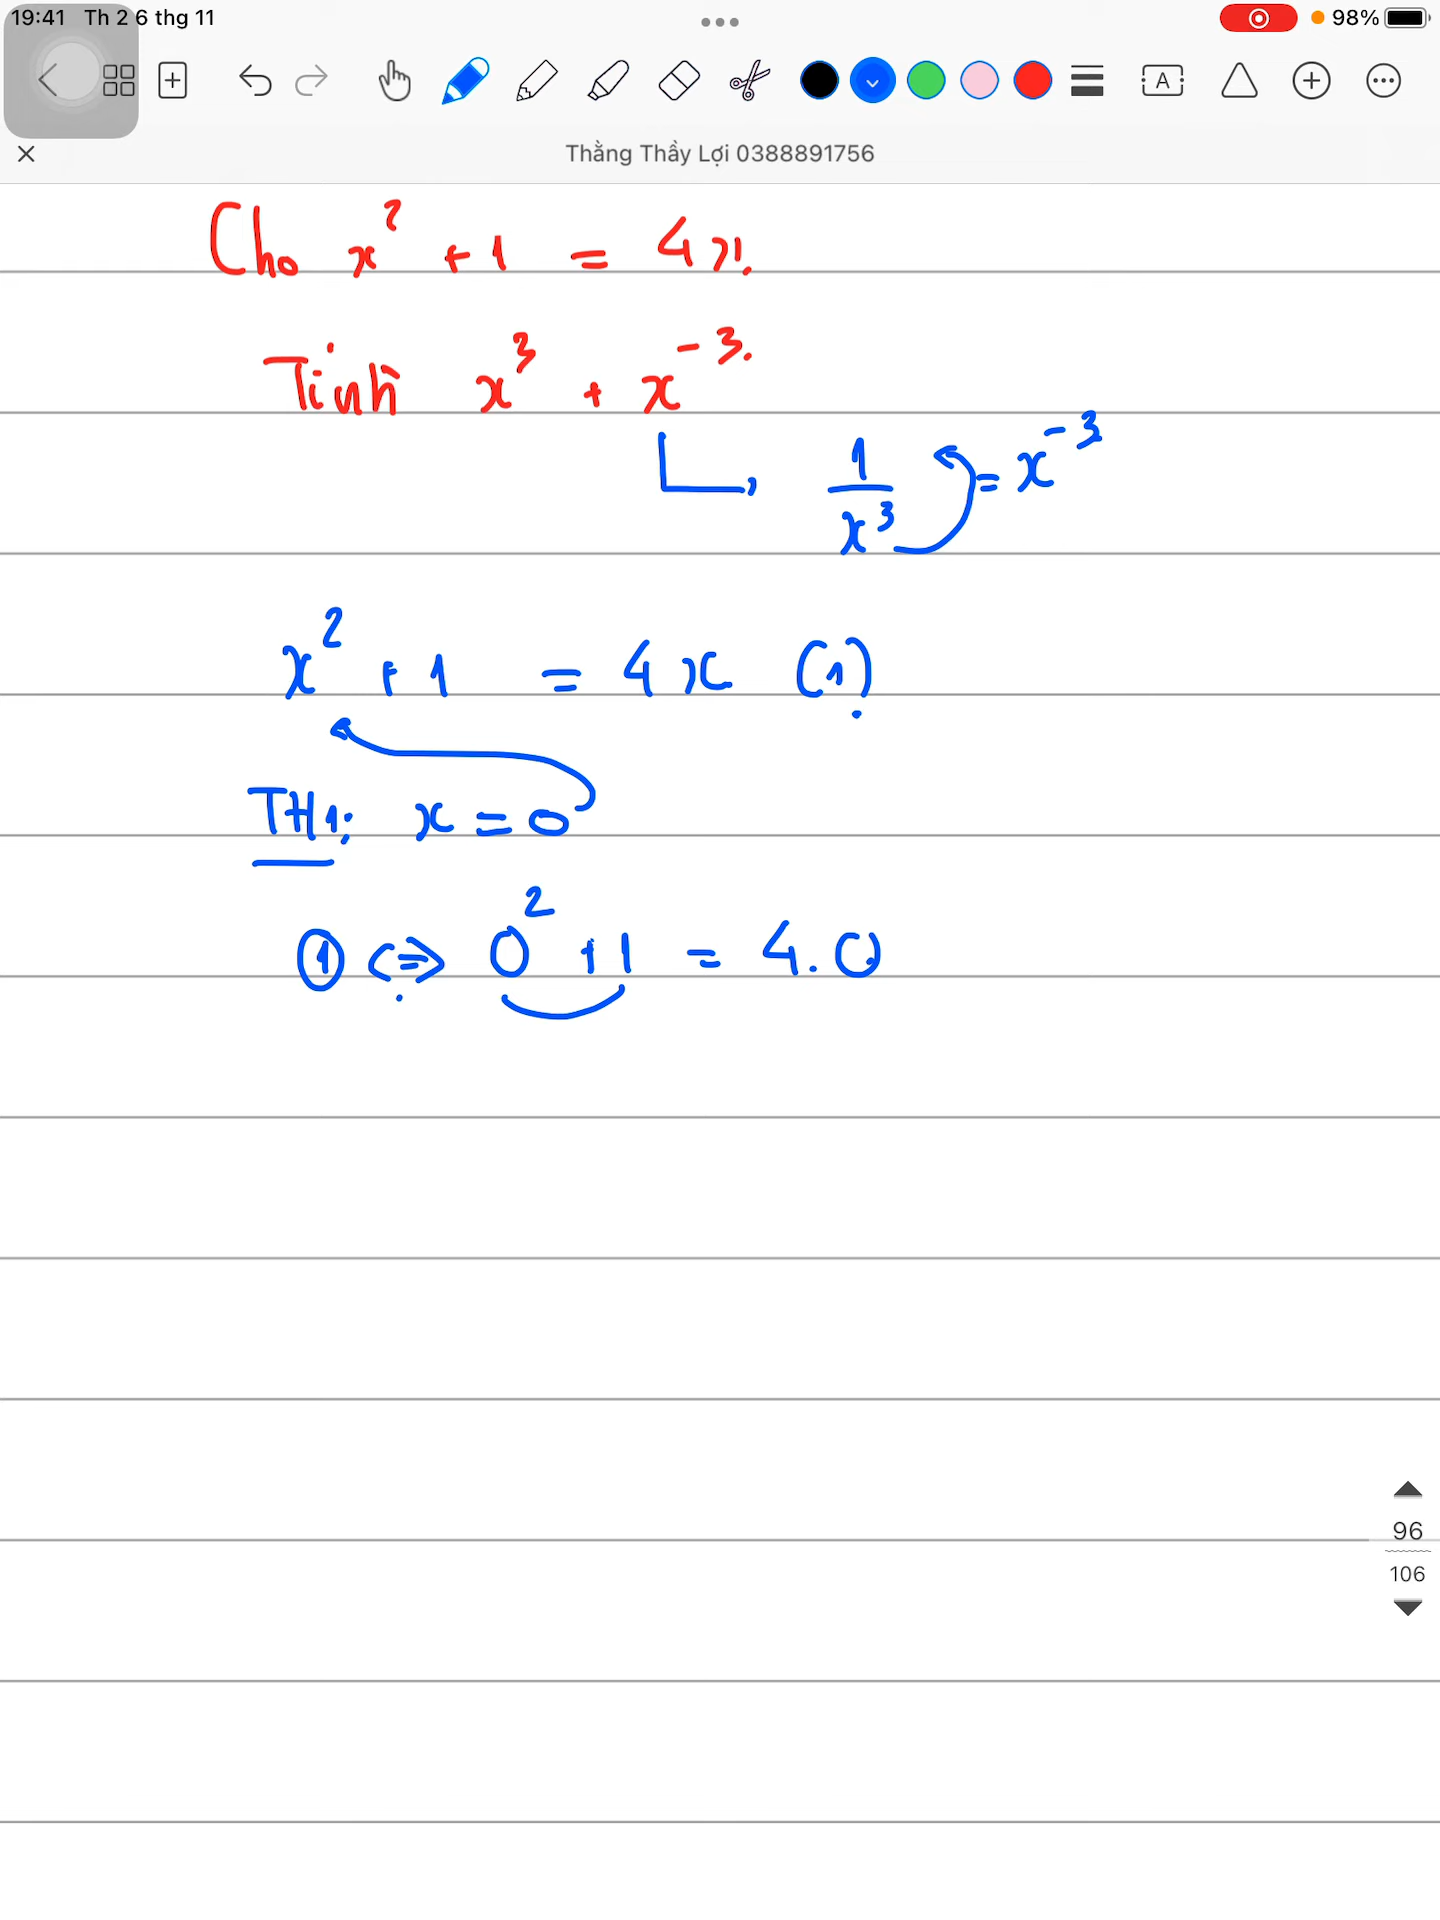 19:41 Th 2 6 thg 11
98%
A
Thằng Thầy Lợi 0388891756
Cho x² + 1 = 4x.
Tính x³ + x⁻³.
1/x³ = x⁻³
x² + 1 = 4x (1)
TH1: x = 0
① <=> 0² + 1 = 4.0
96
106